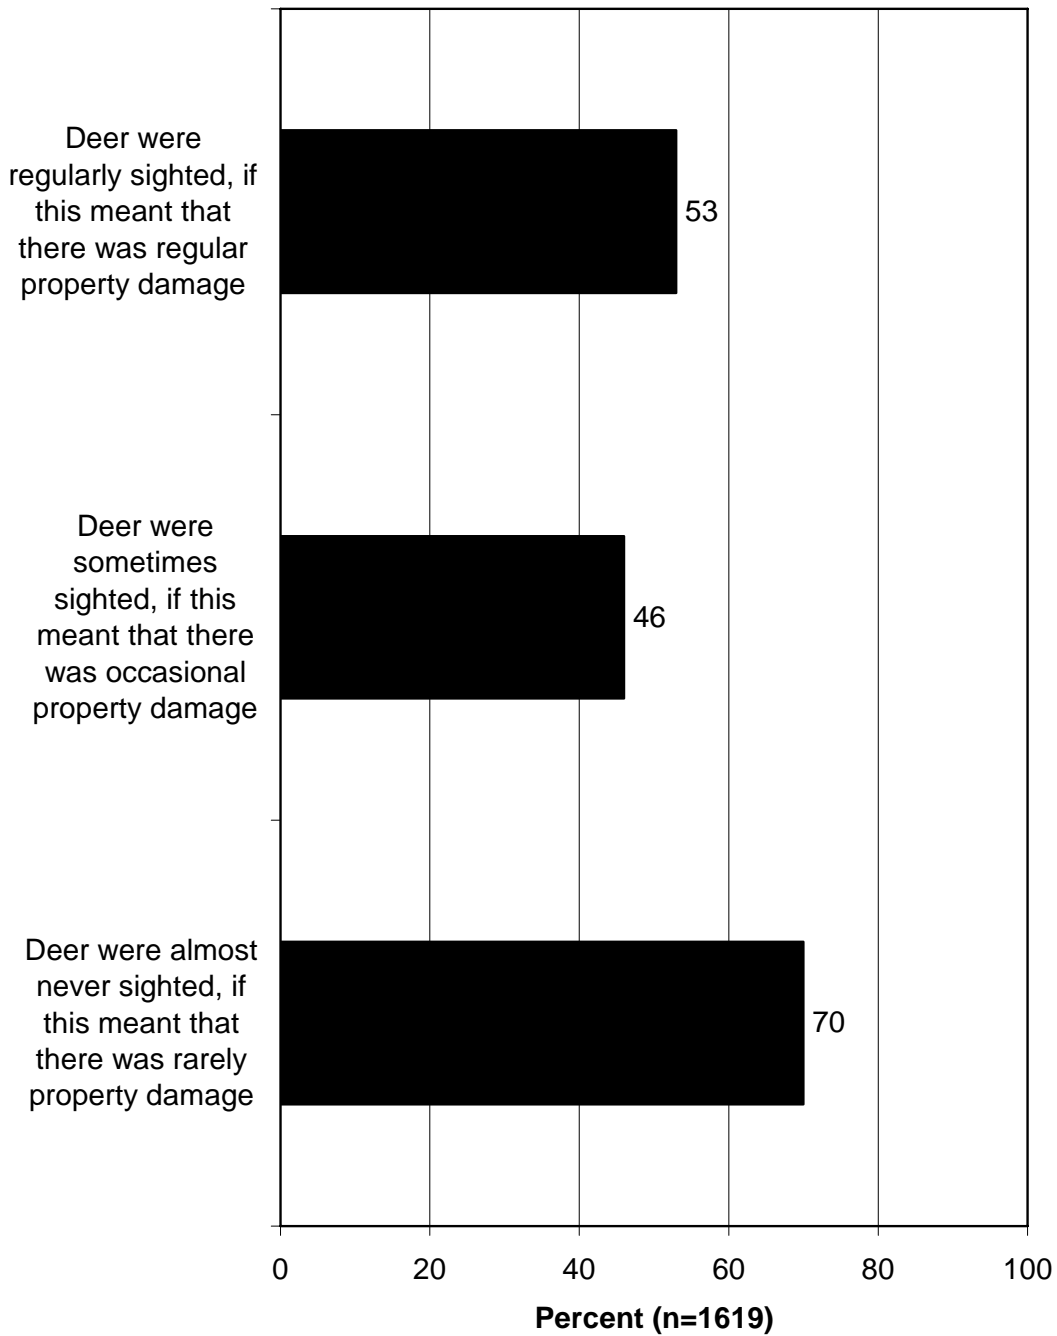 Deer were
regularly sighted, if
this meant that
there was regular
property damage
53
Deer were
sometimes
sighted, if this
meant that there
was occasional
property damage
46
Deer were almost
never sighted, if
this meant that
there was rarely
property damage
70
0 20 40 60 80 100
Percent (n=1619)